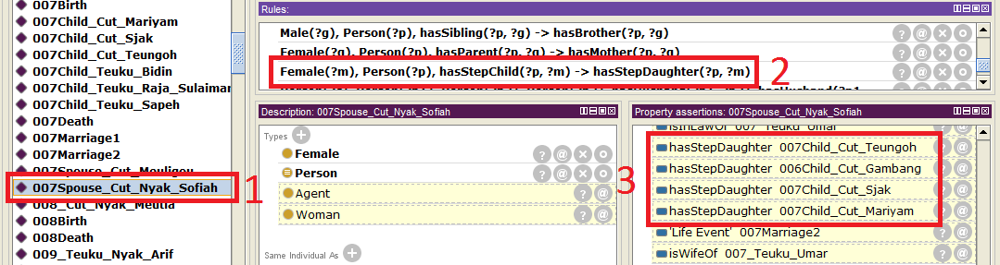 007Birth
007Child_Cut_Mariyam
007Child_Cut_Sjak
007Child_Cut_Teungoh
007Child_Teuku_Bidin
007Child_Teuku_Raja_Sulaiman
007Child_Teuku_Sapeh
007Death
007Marriage1
007Marriage2
007Spouse_Cut_Meuligou
007Spouse_Cut_Nyak_Sofiah
1
008_Cut_Nyak_Meutia
008Birth
008Death
009_Teuku_Nyak_Arif
Rules:
Male(?g), Person(?p), hasSibling(?p, ?g) -> hasBrother(?p, ?g)
Female(?g), Person(?p), hasParent(?p, ?g) -> hasMother(?p, ?g)
Female(?m), Person(?p), hasStepChild(?p, ?m) -> hasStepDaughter(?p, ?m)
2
Description: 007Spouse_Cut_Nyak_Sofiah
Types
Female
Person
Agent
Woman
Same Individual As
Property assertions: 007Spouse_Cut_Nyak_Sofiah
isInLawOf 007_Teuku_Umar
hasStepDaughter 007Child_Cut_Teungoh
hasStepDaughter 006Child_Cut_Gambang
hasStepDaughter 007Child_Cut_Sjak
hasStepDaughter 007Child_Cut_Mariyam
3
'Life Event' 007Marriage2
isWifeOf 007_Teuku_Umar